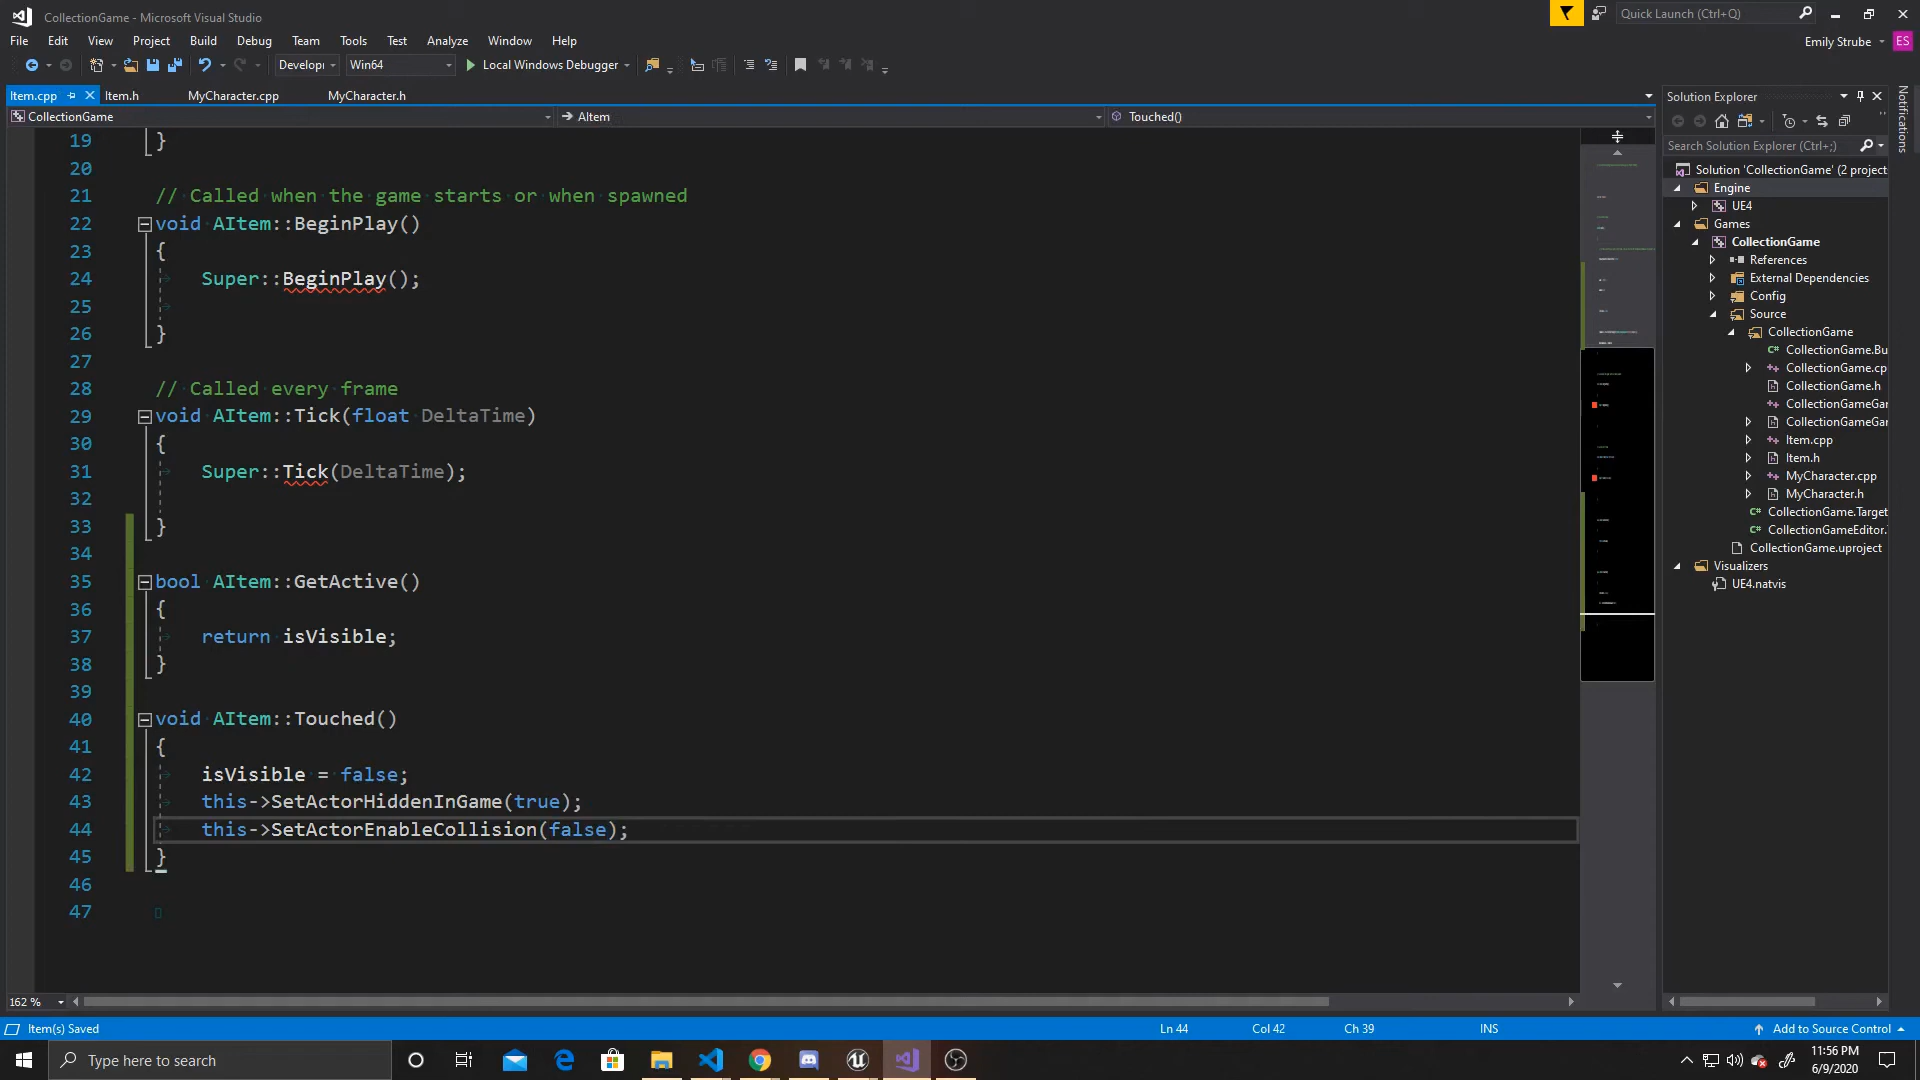 CollectionGame - Microsoft Visual Studio
Quick Launch (Ctrl+Q)
File Edit View Project Build Debug Team Tools Test Analyze Window Help
Emily Strube ES
Develop Win64 Local Windows Debugger
Item.cpp Item.h MyCharacter.cpp MyCharacter.h
CollectionGame AItem Touched()
19 }
20
21 // Called when the game starts or when spawned
22 void AItem::BeginPlay()
23 {
24 Super::BeginPlay();
25
26 }
27
28 // Called every frame
29 void AItem::Tick(float DeltaTime)
30 {
31 Super::Tick(DeltaTime);
32
33 }
34
35 bool AItem::GetActive()
36 {
37 return isVisible;
38 }
39
40 void AItem::Touched()
41 {
42 isVisible = false;
43 this->SetActorHiddenInGame(true);
44 this->SetActorEnableCollision(false);
45 }
46
47
162 %
Solution Explorer
Notifications
Search Solution Explorer (Ctrl+;)
Solution 'CollectionGame' (2 project
Engine
UE4
Games
CollectionGame
References
External Dependencies
Config
Source
CollectionGame
CollectionGame.Bu
CollectionGame.cp
CollectionGame.h
CollectionGameGar
CollectionGameGar
Item.cpp
Item.h
MyCharacter.cpp
MyCharacter.h
CollectionGame.Target
CollectionGameEditor.
CollectionGame.uproject
Visualizers
UE4.natvis
Item(s) Saved Ln 44 Col 42 Ch 39 INS Add to Source Control
Type here to search
11:56 PM
6/9/2020